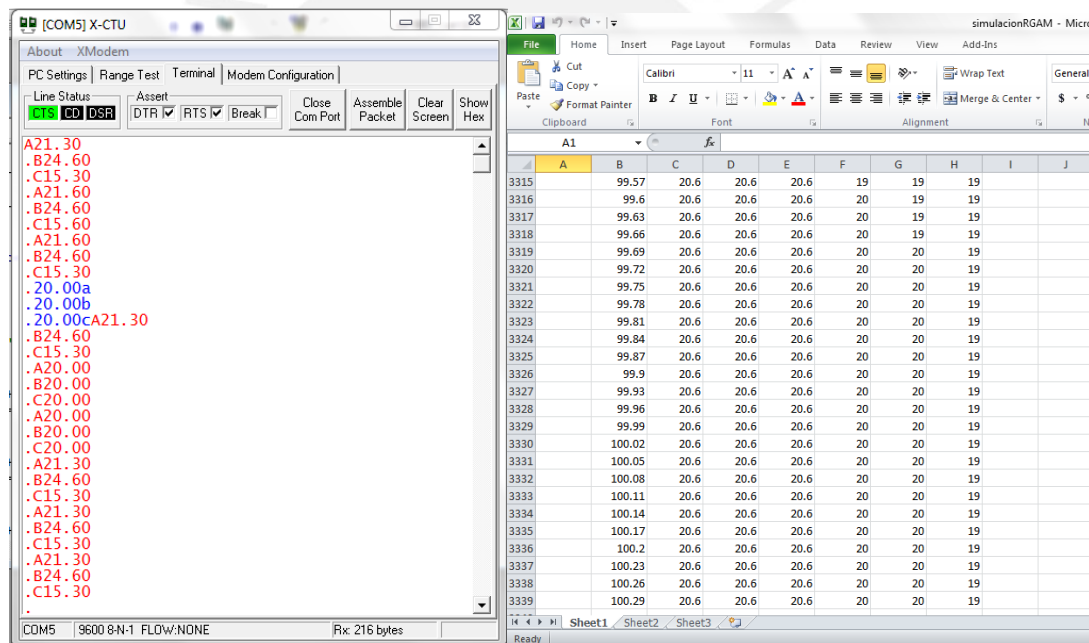 [COM5] X-CTU
About XModem
PC Settings Range Test Terminal Modem Configuration
Line Status
CTS CD DSR
Assert
DTR RTS Break
Close Com Port
Assemble Packet
Clear Screen
Show Hex
A21.30
.B24.60
.C15.30
.A21.60
.B24.60
.C15.60
.A21.60
.B24.60
.C15.30
.20.00a
.20.00b
.20.00cA21.30
.B24.60
.C15.30
.A20.00
.B20.00
.C20.00
.A20.00
.B20.00
.C20.00
.A21.30
.B24.60
.C15.30
.A21.30
.B24.60
.C15.30
.A21.30
.B24.60
.C15.30
.
COM5 9600 8-N-1 FLOW:NONE Rx: 216 bytes
simulacionRGAM - Micro
File Home Insert Page Layout Formulas Data Review View Add-Ins
Paste
Cut
Copy
Format Painter
Clipboard
Calibri 11 A A
B I U A
Font
Wrap Text
Merge & Center
Alignment
General
$ %
N
A1 fx
A B C D E F G H I J
3315 99.57 20.6 20.6 20.6 19 19 19
3316 99.6 20.6 20.6 20.6 20 19 19
3317 99.63 20.6 20.6 20.6 20 19 19
3318 99.66 20.6 20.6 20.6 20 19 19
3319 99.69 20.6 20.6 20.6 20 20 19
3320 99.72 20.6 20.6 20.6 20 20 19
3321 99.75 20.6 20.6 20.6 20 20 19
3322 99.78 20.6 20.6 20.6 20 20 19
3323 99.81 20.6 20.6 20.6 20 20 19
3324 99.84 20.6 20.6 20.6 20 20 19
3325 99.87 20.6 20.6 20.6 20 20 19
3326 99.9 20.6 20.6 20.6 20 20 19
3327 99.93 20.6 20.6 20.6 20 20 19
3328 99.96 20.6 20.6 20.6 20 20 19
3329 99.99 20.6 20.6 20.6 20 20 19
3330 100.02 20.6 20.6 20.6 20 20 19
3331 100.05 20.6 20.6 20.6 20 20 19
3332 100.08 20.6 20.6 20.6 20 20 19
3333 100.11 20.6 20.6 20.6 20 20 19
3334 100.14 20.6 20.6 20.6 20 20 19
3335 100.17 20.6 20.6 20.6 20 20 19
3336 100.2 20.6 20.6 20.6 20 20 19
3337 100.23 20.6 20.6 20.6 20 20 19
3338 100.26 20.6 20.6 20.6 20 20 19
3339 100.29 20.6 20.6 20.6 20 20 19
Sheet1 Sheet2 Sheet3
Ready